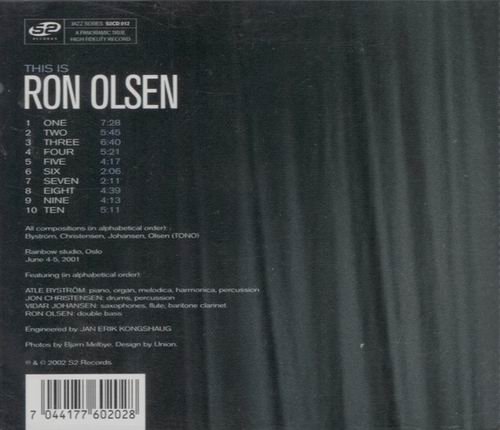 S2
RECORDS
JAZZ SERIES S2CD 012
A PANORAMIC TRUE
HIGH FIDELITY RECORD.
THIS IS
RON OLSEN
1 ONE 7:28
2 TWO 5:45
3 THREE 6:40
4 FOUR 5:21
5 FIVE 4:17
6 SIX 2:06
7 SEVEN 2:11
8 EIGHT 4:39
9 NINE 4:13
10 TEN 5:11
All compositions (in alphabetical order): :
Byström, Christensen, Johansen, Olsen (TONO)
Rainbow studio, Oslo
June 4-5, 2001
Featuring (in alphabetical order):
ATLE BYSTRÖM: piano, organ, melodica, harmonica, percussion
JON CHRISTENSEN: drums, percussion
VIDAR JOHANSEN: saxophones, flute, baritone clarinet
RON OLSEN: double bass
Engineered by JAN ERIK KONGSHAUG
Photos by Bjørn Melbye. Design by Union.
℗ & © 2002 S2 Records.
7 044177 602028